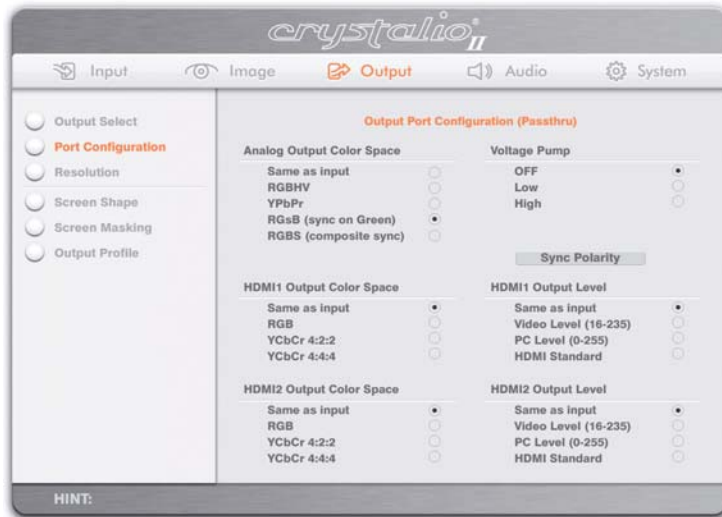 crystalio II
Input Image Output Audio System
Output Select
Port Configuration
Resolution
Screen Shape
Screen Masking
Output Profile
Output Port Configuration (Passthru)
Analog Output Color Space
Same as input
RGBHV
YPbPr
RGsB (sync on Green)
RGBS (composite sync)
Voltage Pump
OFF
Low
High
Sync Polarity
HDMI1 Output Color Space
Same as input
RGB
YCbCr 4:2:2
YCbCr 4:4:4
HDMI1 Output Level
Same as input
Video Level (16-235)
PC Level (0-255)
HDMI Standard
HDMI2 Output Color Space
Same as input
RGB
YCbCr 4:2:2
YCbCr 4:4:4
HDMI2 Output Level
Same as input
Video Level (16-235)
PC Level (0-255)
HDMI Standard
HINT: